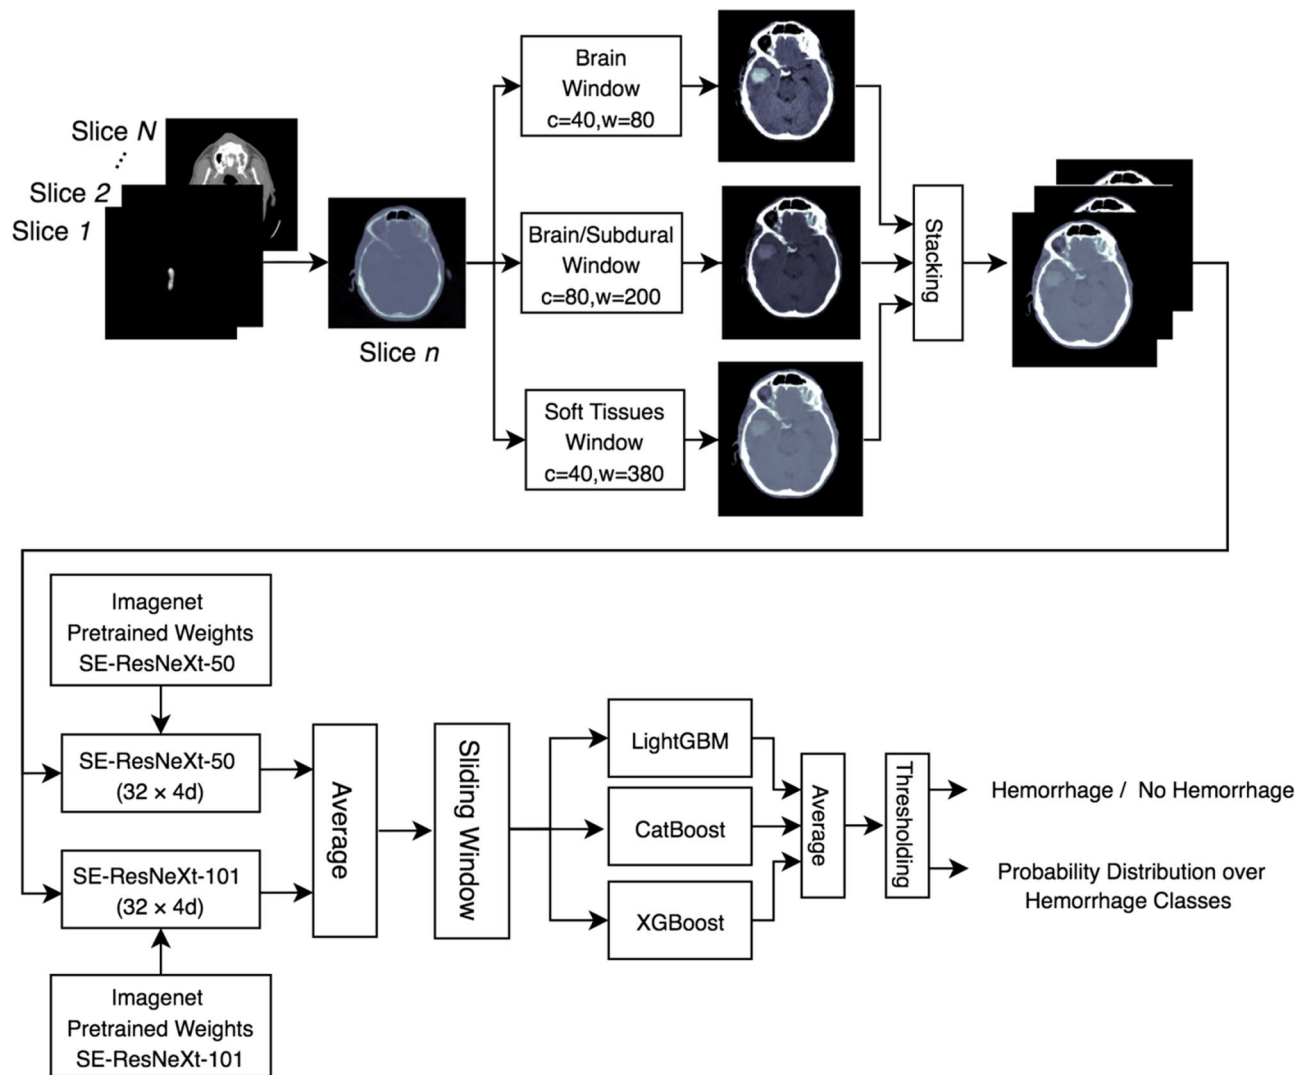 Slice N
⋮
Slice 2
Slice 1
Slice n
Brain
Window
c=40,w=80
Brain/Subdural
Window
c=80,w=200
Soft Tissues
Window
c=40,w=380
Stacking
Imagenet
Pretrained Weights
SE-ResNeXt-50
SE-ResNeXt-50
(32 × 4d)
SE-ResNeXt-101
(32 × 4d)
Imagenet
Pretrained Weights
SE-ResNeXt-101
Average
Sliding Window
LightGBM
CatBoost
XGBoost
Average
Thresholding
Hemorrhage / No Hemorrhage
Probability Distribution over
Hemorrhage Classes